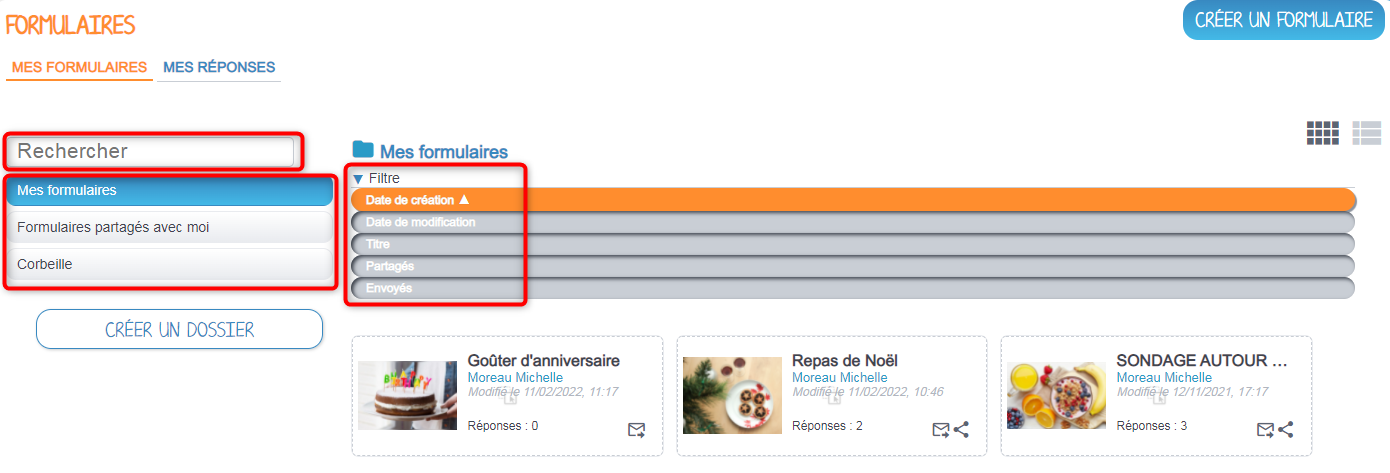 FORMULAIRES
CRÉER UN FORMULAIRE
MES FORMULAIRES MES RÉPONSES
Rechercher
Mes formulaires
Formulaires partagés avec moi
Corbeille
CRÉER UN DOSSIER
Mes formulaires
Filtre
Date de création
Date de modification
Titre
Partagés
Envoyés
Goûter d'anniversaire
Moreau Michelle
Modifié le 11/02/2022, 11:17
Réponses : 0
Repas de Noël
Moreau Michelle
Modifié le 11/02/2022, 10:46
Réponses : 2
SONDAGE AUTOUR ...
Moreau Michelle
Modifié le 12/11/2021, 17:17
Réponses : 3